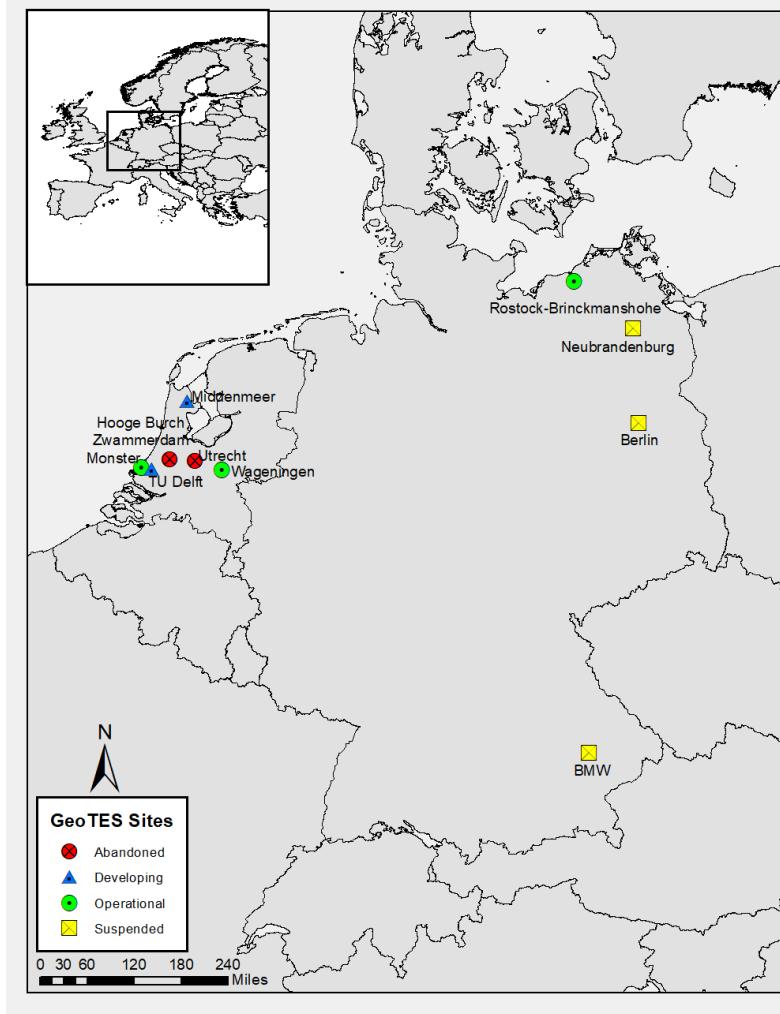 Rostock-Brinckmanshohe
Neubrandenburg
Middenmeer
Hooge Burch,
Zwammerdam
Berlin
Monster
Utrecht
Wageningen
TU Delft
N
BMW
GeoTES Sites
Abandoned
Developing
Operational
Suspended
0 30 60 120 180 240
Miles